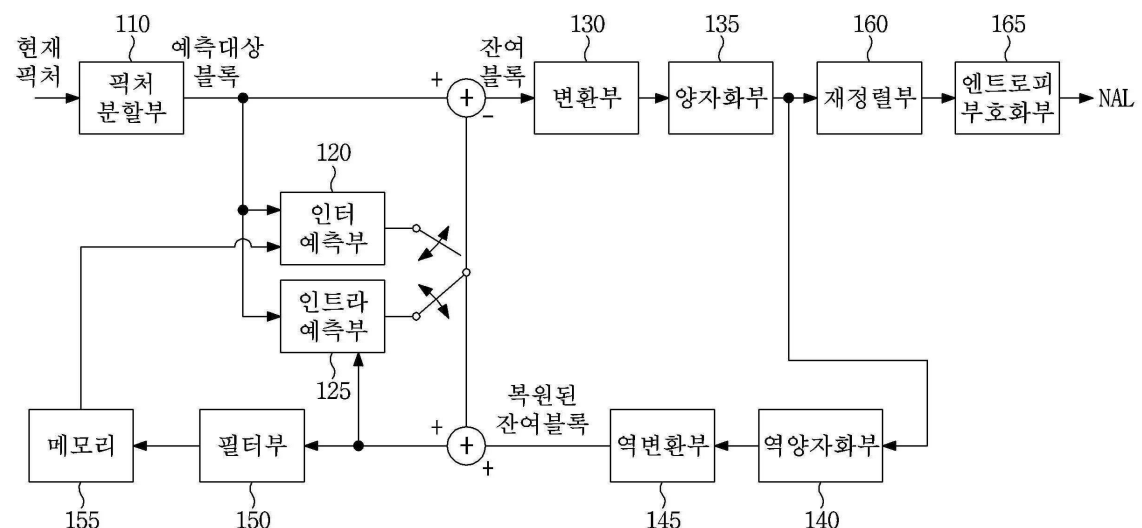 110
현재
픽처
픽처
분할부
예측대상
블록
+
+
−
잔여
블록
130
변환부
135
양자화부
160
재정렬부
165
엔트로피
부호화부
NAL
120
인터
예측부
인트라
예측부
125
메모리
155
필터부
150
+
+
+
복원된
잔여블록
역변환부
145
역양자화부
140